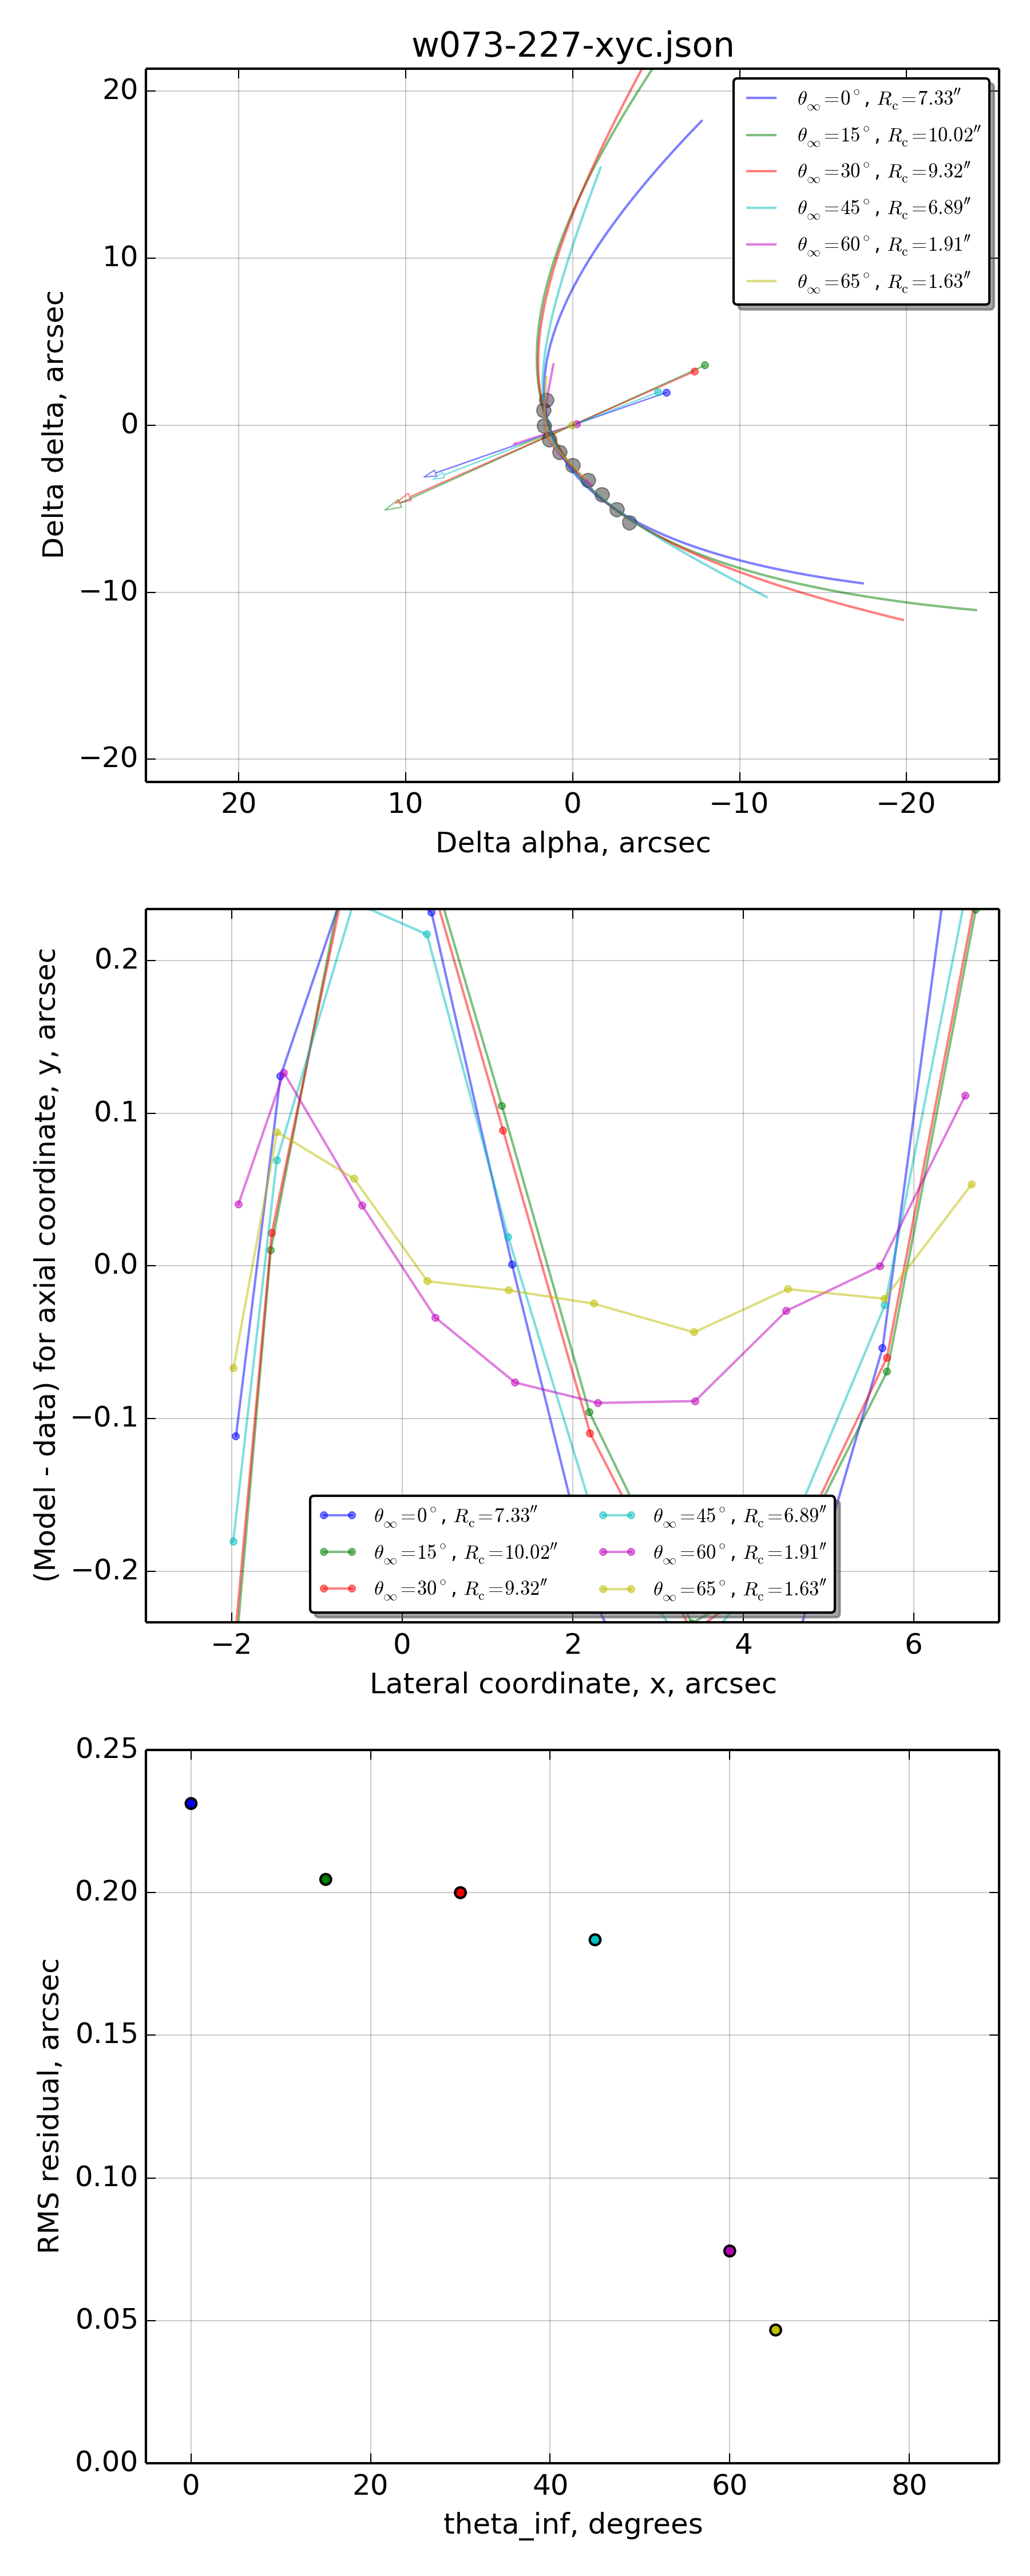 w073-227-xyc.json
20
10
0
−10
−20
Delta delta, arcsec
θ∞=0°, Rc=7.33″
θ∞=15°, Rc=10.02″
θ∞=30°, Rc=9.32″
θ∞=45°, Rc=6.89″
θ∞=60°, Rc=1.91″
θ∞=65°, Rc=1.63″
20 10 0 −10 −20
Delta alpha, arcsec
0.2
0.1
0.0
−0.1
−0.2
(Model - data) for axial coordinate, y, arcsec
θ∞=0°, Rc=7.33″
θ∞=15°, Rc=10.02″
θ∞=30°, Rc=9.32″
θ∞=45°, Rc=6.89″
θ∞=60°, Rc=1.91″
θ∞=65°, Rc=1.63″
−2 0 2 4 6
Lateral coordinate, x, arcsec
0.25
0.20
0.15
0.10
0.05
0.00
RMS residual, arcsec
0 20 40 60 80
theta_inf, degrees